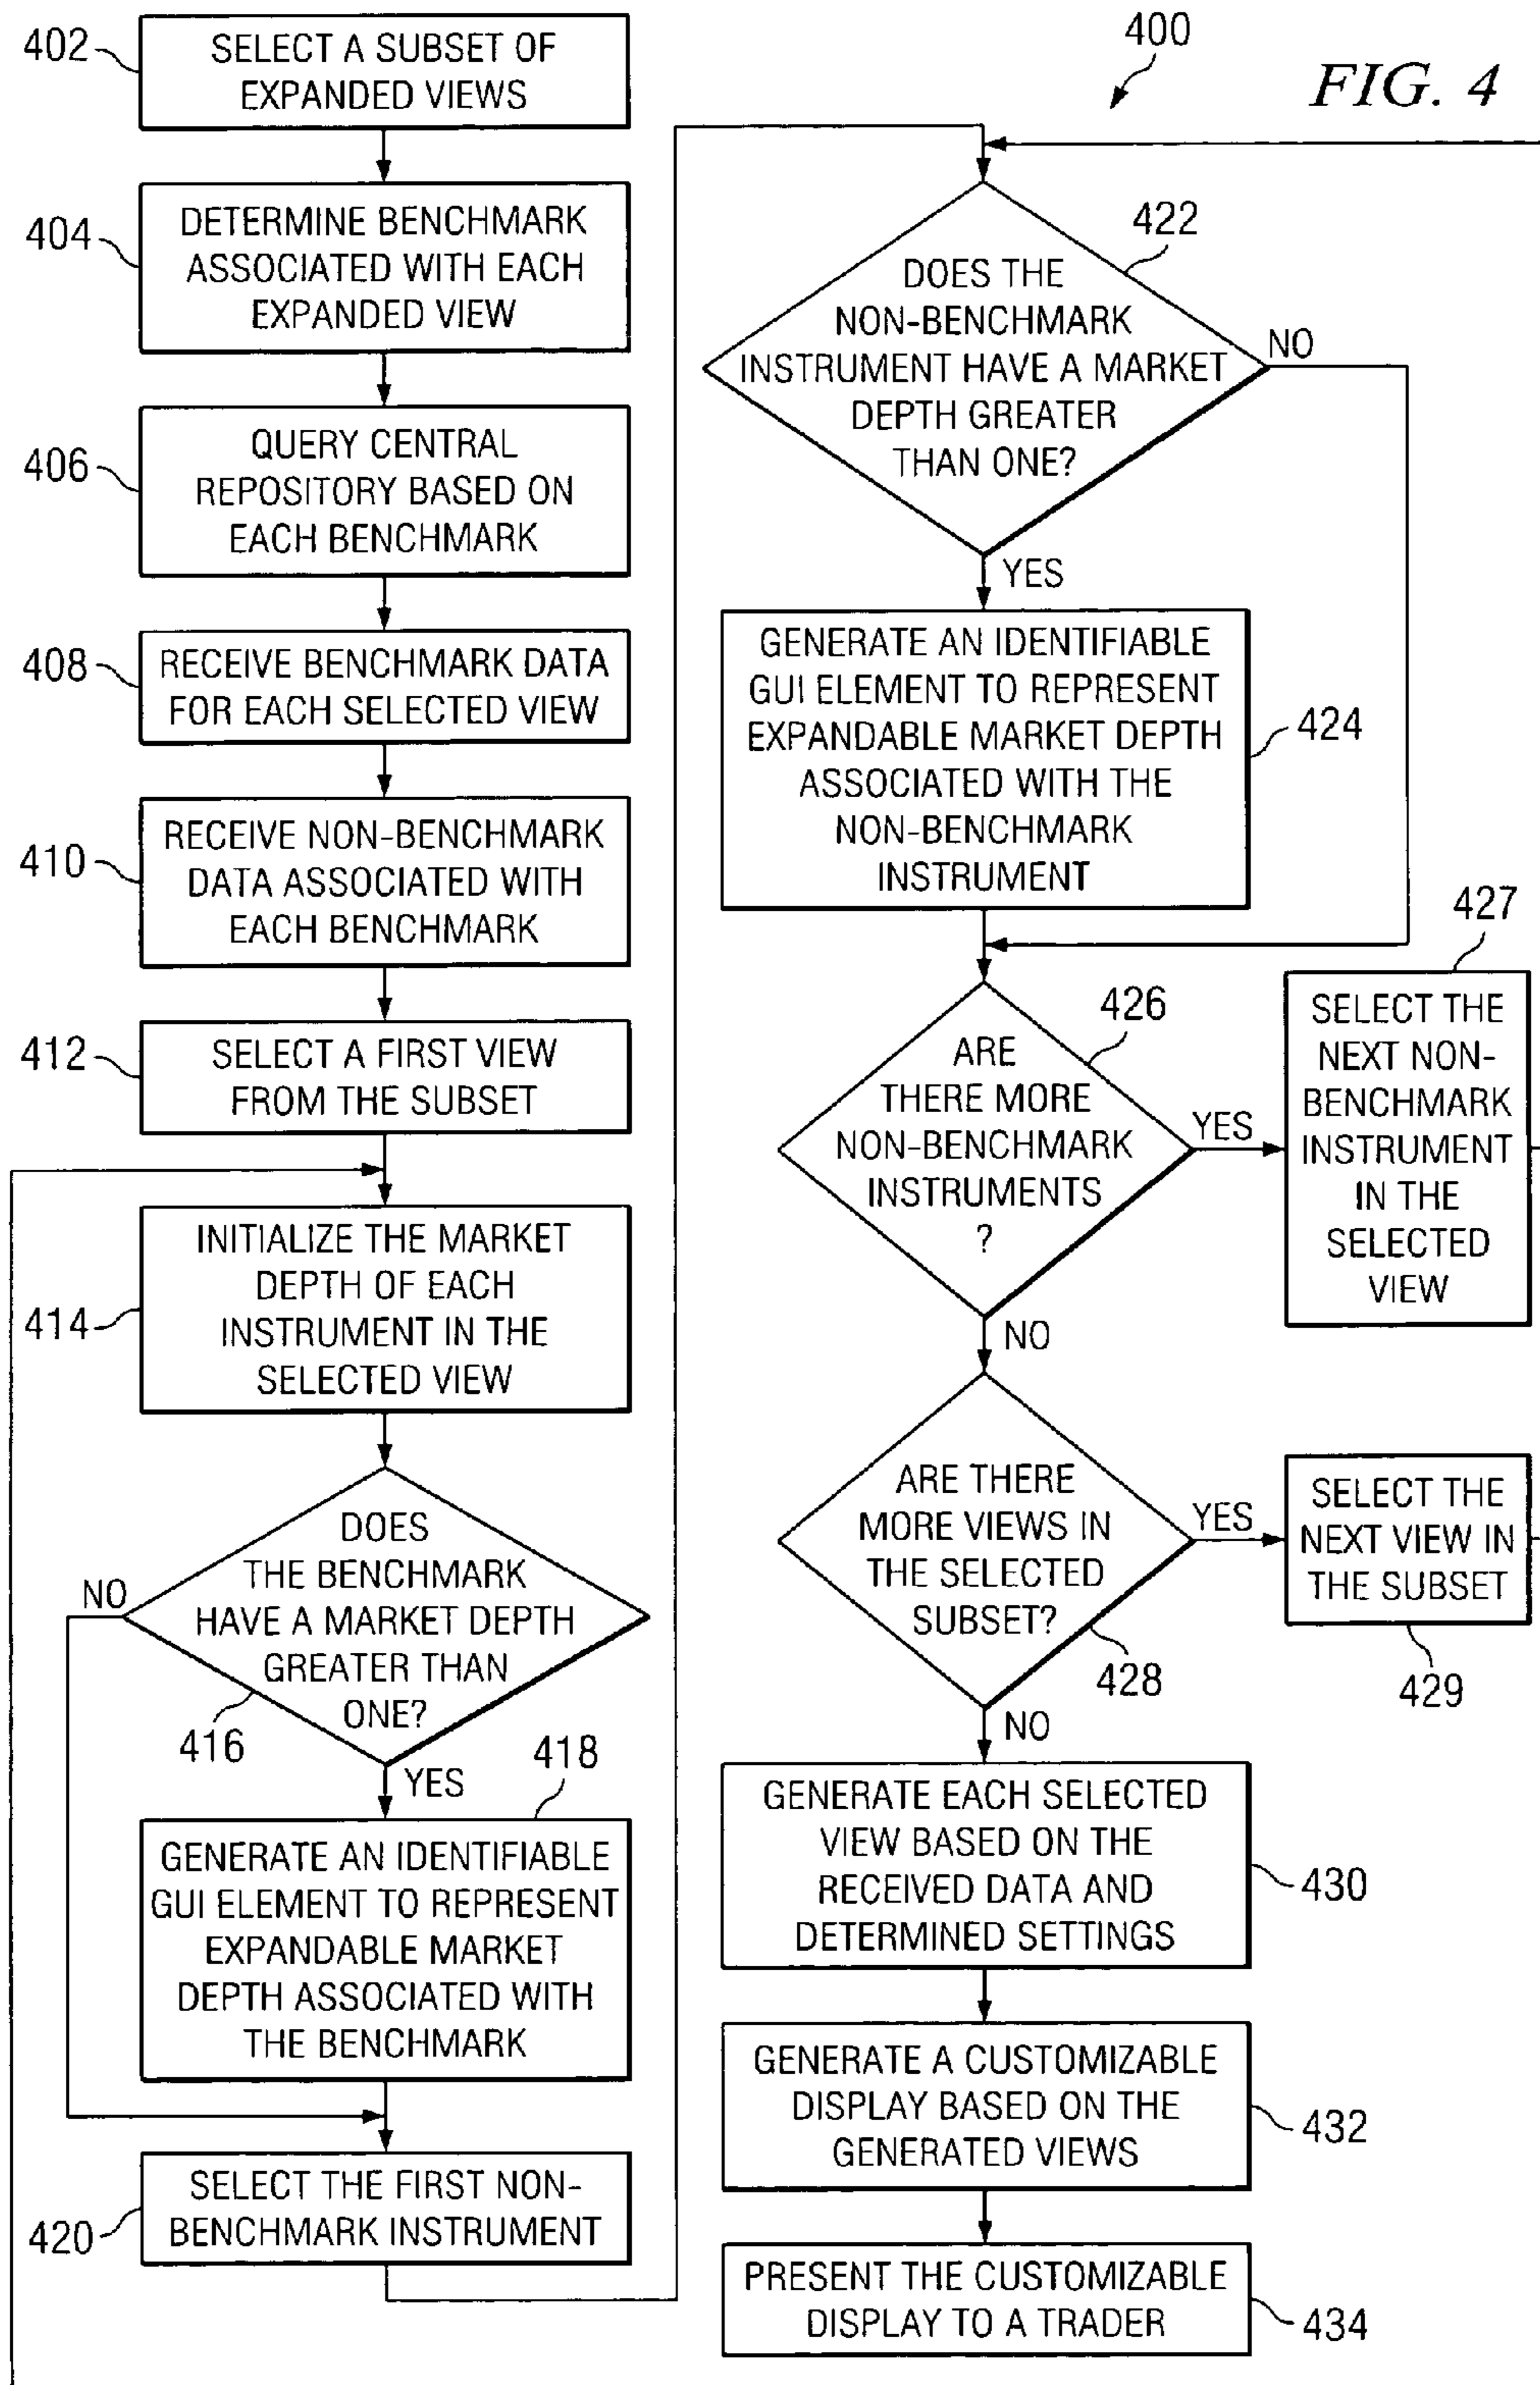 400
FIG. 4
402
SELECT A SUBSET OF
EXPANDED VIEWS
404
DETERMINE BENCHMARK
ASSOCIATED WITH EACH
EXPANDED VIEW
406
QUERY CENTRAL
REPOSITORY BASED ON
EACH BENCHMARK
408
RECEIVE BENCHMARK DATA
FOR EACH SELECTED VIEW
410
RECEIVE NON-BENCHMARK
DATA ASSOCIATED WITH
EACH BENCHMARK
412
SELECT A FIRST VIEW
FROM THE SUBSET
414
INITIALIZE THE MARKET
DEPTH OF EACH
INSTRUMENT IN THE
SELECTED VIEW
DOES
THE BENCHMARK
HAVE A MARKET DEPTH
GREATER THAN
ONE?
NO
416
YES
418
GENERATE AN IDENTIFIABLE
GUI ELEMENT TO REPRESENT
EXPANDABLE MARKET
DEPTH ASSOCIATED WITH
THE BENCHMARK
420
SELECT THE FIRST NON-
BENCHMARK INSTRUMENT
422
DOES THE
NON-BENCHMARK
INSTRUMENT HAVE A MARKET
DEPTH GREATER
THAN ONE?
NO
YES
GENERATE AN IDENTIFIABLE
GUI ELEMENT TO REPRESENT
EXPANDABLE MARKET DEPTH
ASSOCIATED WITH THE
NON-BENCHMARK
INSTRUMENT
424
426
ARE
THERE MORE
NON-BENCHMARK
INSTRUMENTS
?
YES
427
SELECT THE
NEXT NON-
BENCHMARK
INSTRUMENT
IN THE
SELECTED
VIEW
NO
ARE THERE
MORE VIEWS IN
THE SELECTED
SUBSET?
428
YES
SELECT THE
NEXT VIEW IN
THE SUBSET
429
NO
GENERATE EACH SELECTED
VIEW BASED ON THE
RECEIVED DATA AND
DETERMINED SETTINGS
430
GENERATE A CUSTOMIZABLE
DISPLAY BASED ON THE
GENERATED VIEWS
432
PRESENT THE CUSTOMIZABLE
DISPLAY TO A TRADER
434